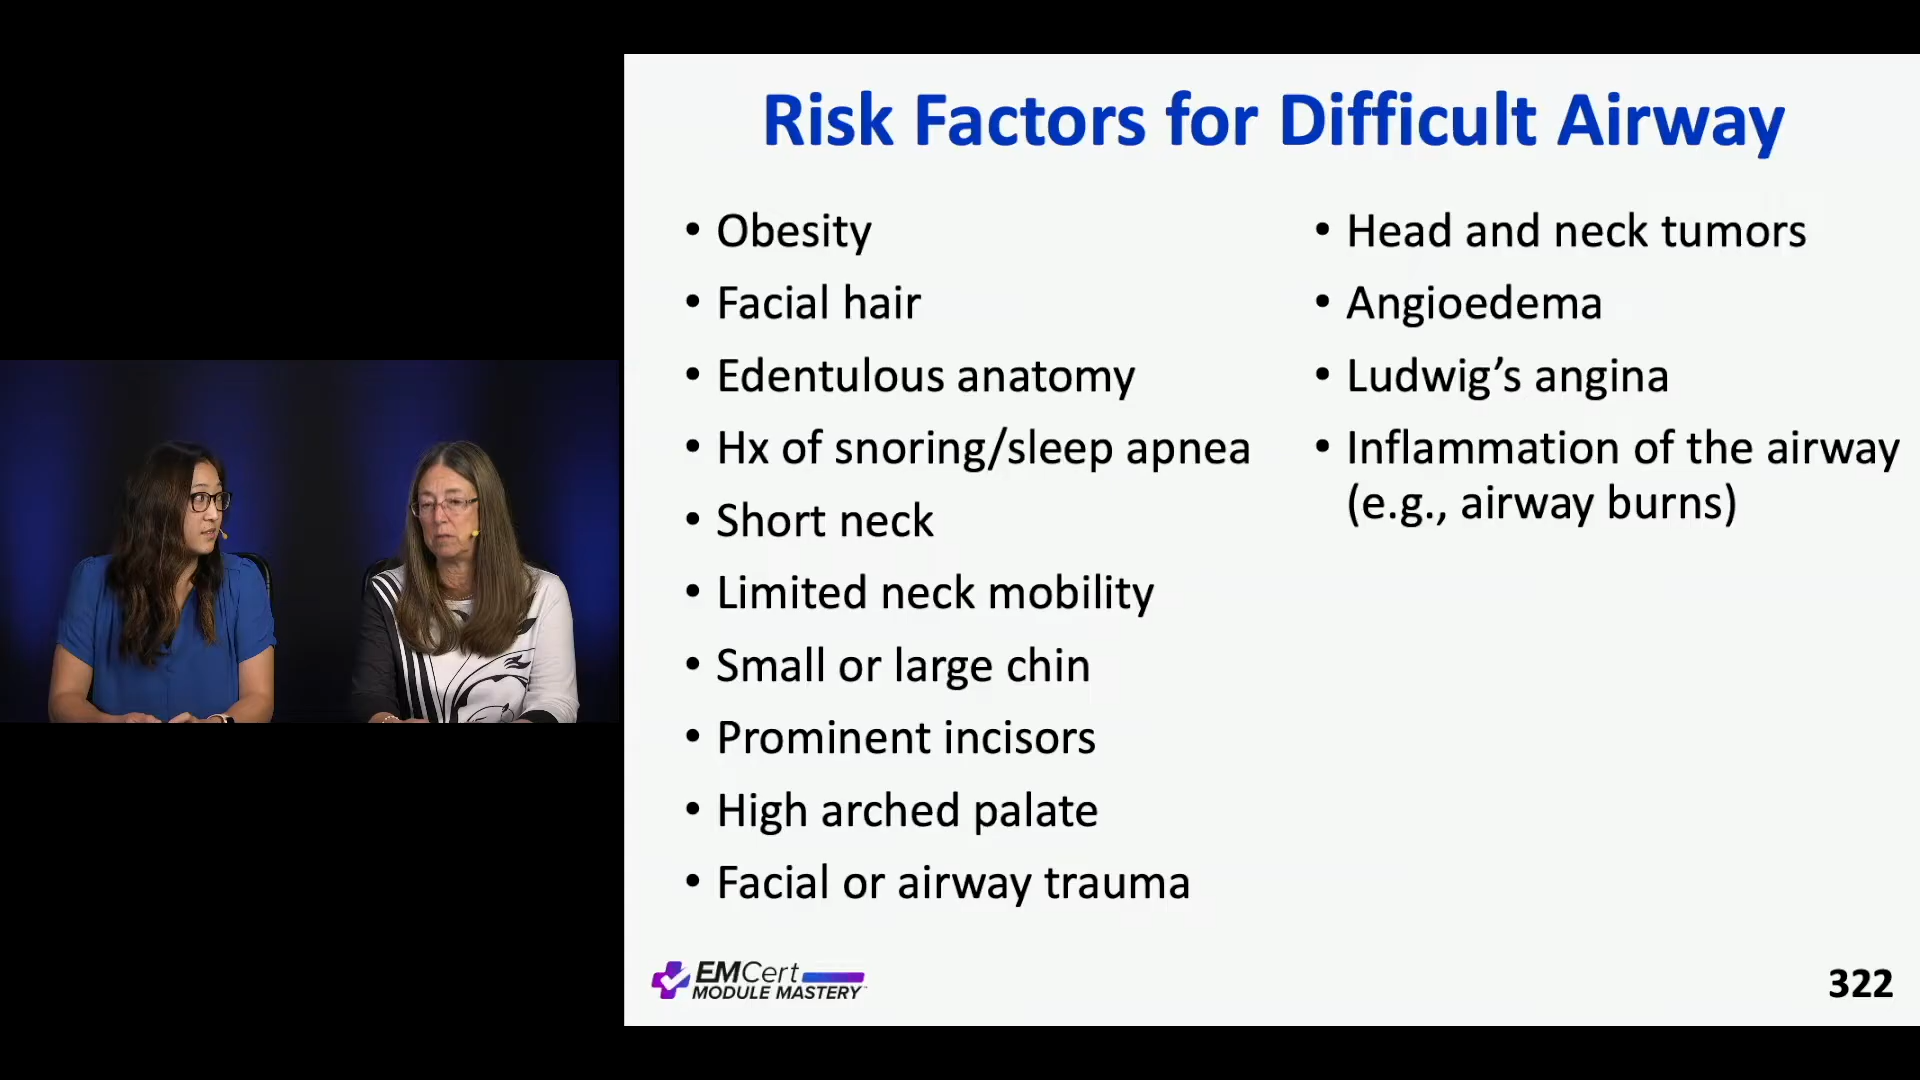 Risk Factors for Difficult Airway
• Obesity
• Facial hair
• Edentulous anatomy
• Hx of snoring/sleep apnea
• Short neck
• Limited neck mobility
• Small or large chin
• Prominent incisors
• High arched palate
• Facial or airway trauma
• Head and neck tumors
• Angioedema
• Ludwig’s angina
• Inflammation of the airway
(e.g., airway burns)
EMCert
MODULE MASTERY
322